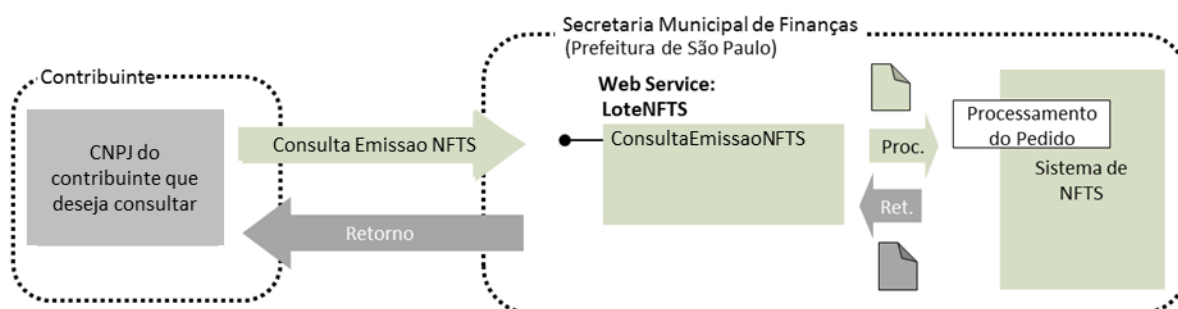 Secretaria Municipal de Finanças
(Prefeitura de São Paulo)
Contribuinte
CNPJ do
contribuinte que
deseja consultar
Consulta Emissao NFTS
Retorno
Web Service:
LoteNFTS
ConsultaEmissaoNFTS
Proc.
Ret.
Processamento
do Pedido
Sistema de
NFTS